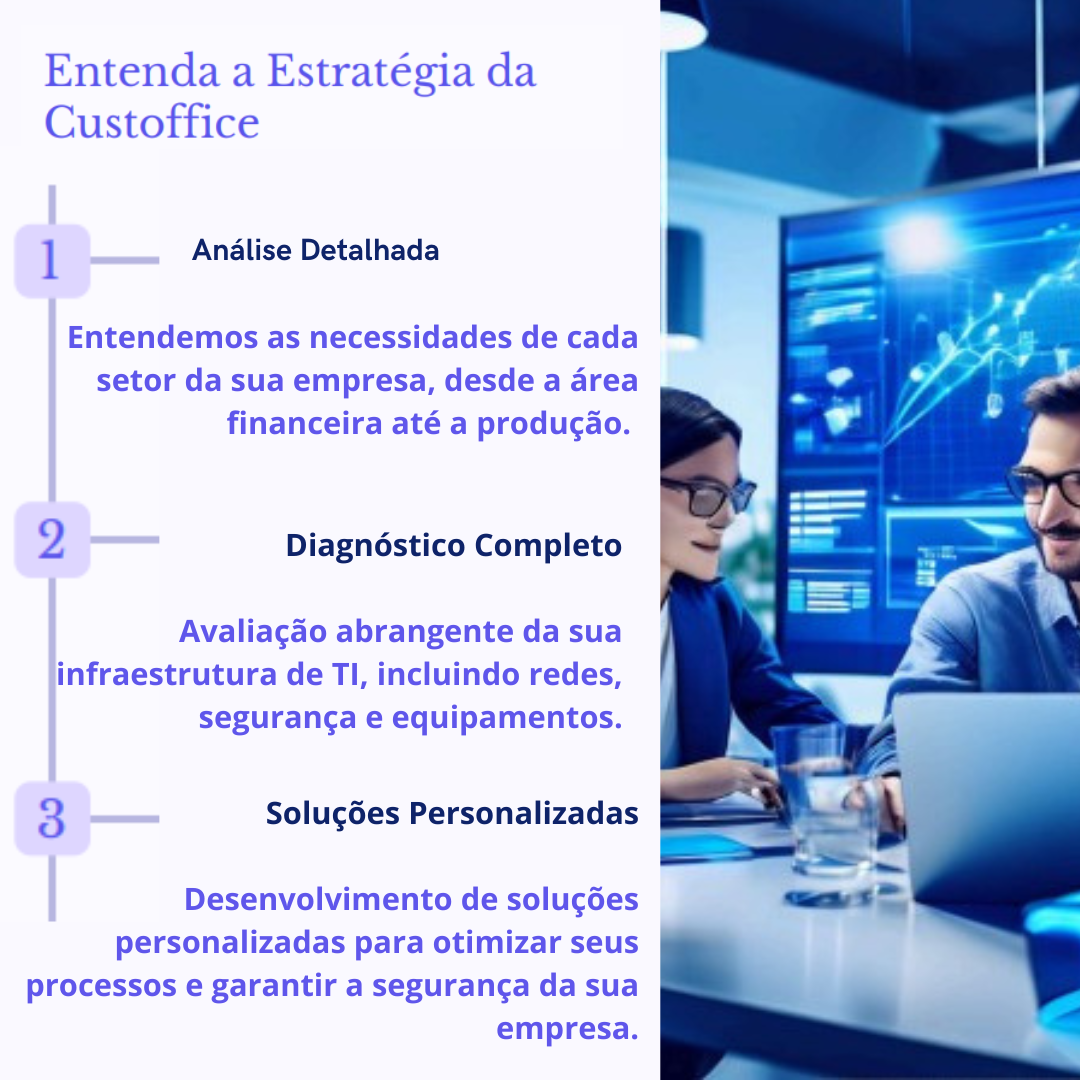 Entenda a Estratégia da
Custoffice
1
Análise Detalhada
Entendemos as necessidades de cada
setor da sua empresa, desde a área
financeira até a produção.
2
Diagnóstico Completo
Avaliação abrangente da sua
infraestrutura de TI, incluindo redes,
segurança e equipamentos.
3
Soluções Personalizadas
Desenvolvimento de soluções
personalizadas para otimizar seus
processos e garantir a segurança da sua
empresa.